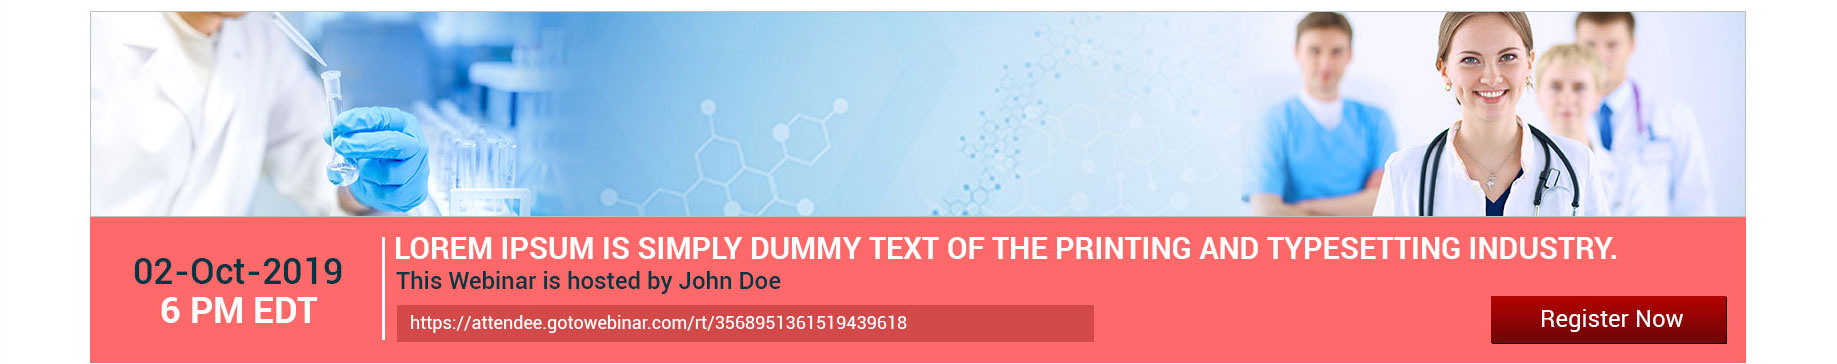 02-Oct-2019
6 PM EDT
LOREM IPSUM IS SIMPLY DUMMY TEXT OF THE PRINTING AND TYPESETTING INDUSTRY.
This Webinar is hosted by John Doe
https://attendee.gotowebinar.com/rt/3568951361519439618
Register Now